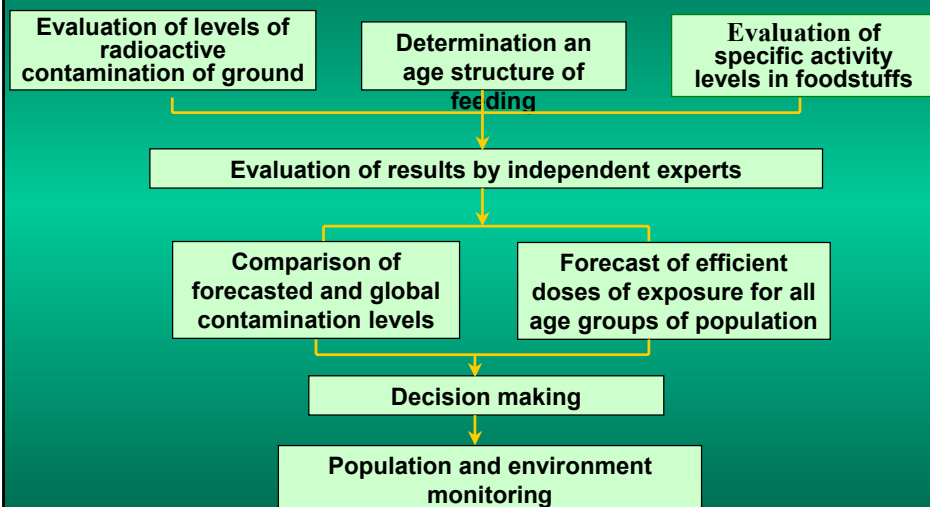 Evaluation of levels of
radioactive
contamination of ground
Determination an
age structure of
feeding
Evaluation of
specific activity
levels in foodstuffs
Evaluation of results by independent experts
Comparison of
forecasted and global
contamination levels
Forecast of efficient
doses of exposure for all
age groups of population
Decision making
Population and environment
monitoring